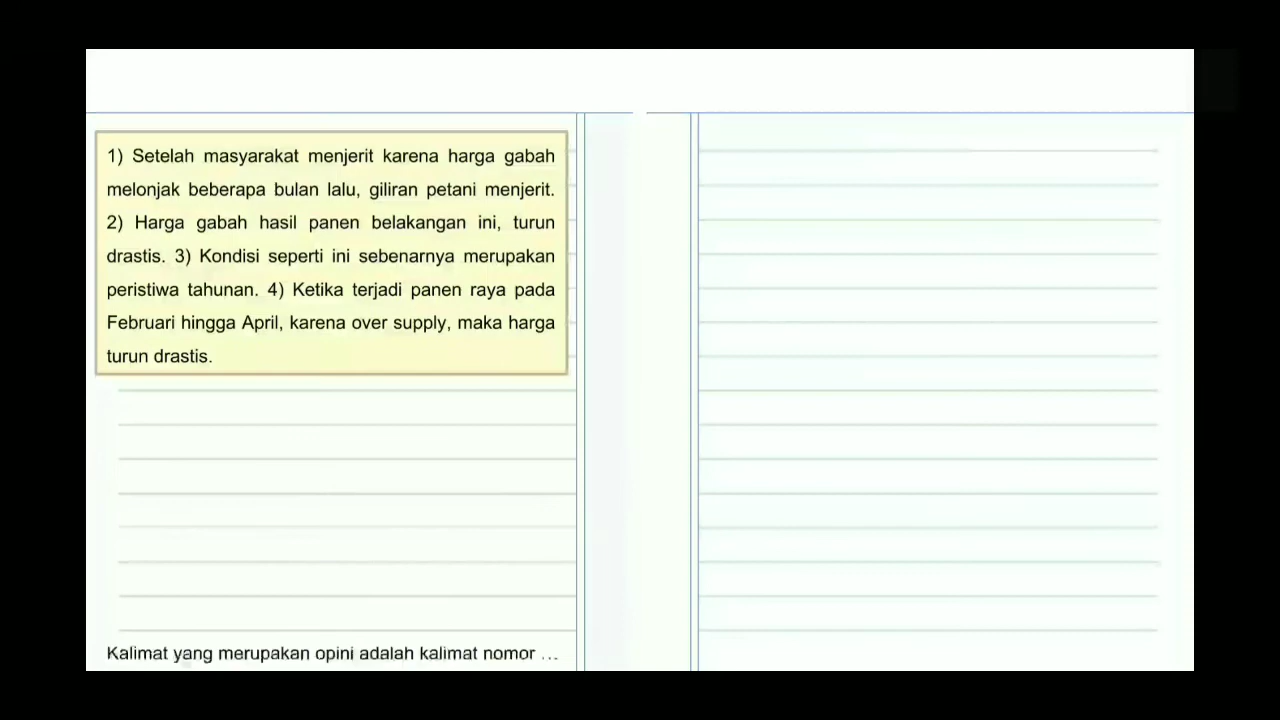 1) Setelah masyarakat menjerit karena harga gabah
melonjak beberapa bulan lalu, giliran petani menjerit.
2) Harga gabah hasil panen belakangan ini, turun
drastis. 3) Kondisi seperti ini sebenarnya merupakan
peristiwa tahunan. 4) Ketika terjadi panen raya pada
Februari hingga April, karena over supply, maka harga
turun drastis.
Kalimat yang merupakan opini adalah kalimat nomor ...